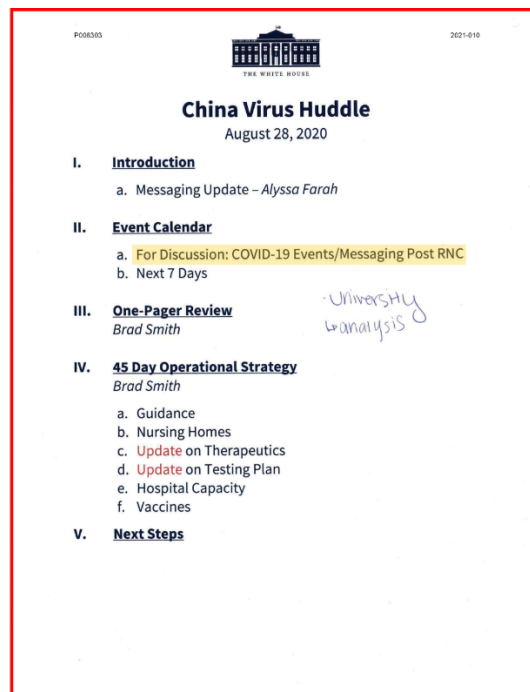 P006303
2021-010
THE WHITE HOUSE
China Virus Huddle
August 28, 2020
I. Introduction
a. Messaging Update – Alyssa Farah
II. Event Calendar
a. For Discussion: COVID-19 Events/Messaging Post RNC
b. Next 7 Days
University
↳ analysis
III. One-Pager Review
Brad Smith
IV. 45 Day Operational Strategy
Brad Smith
a. Guidance
b. Nursing Homes
c. Update on Therapeutics
d. Update on Testing Plan
e. Hospital Capacity
f. Vaccines
V. Next Steps